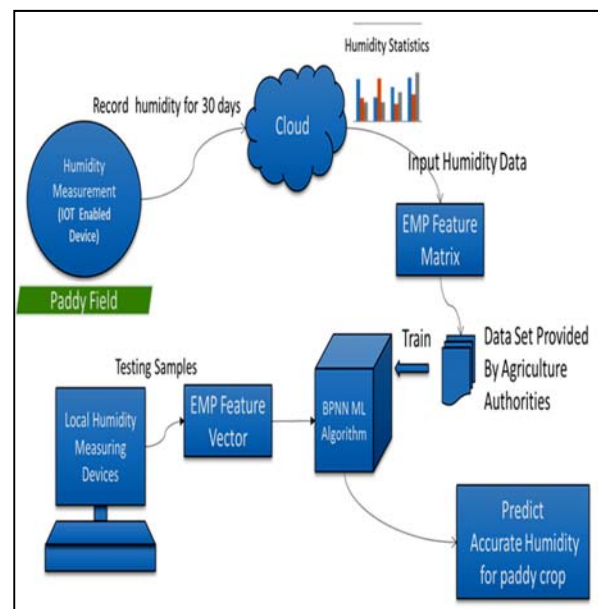 Humidity Statistics
Record humidity for 30 days
Cloud
Humidity
Measurement
(IOT Enabled
Device)
Paddy Field
Input Humidity Data
EMP Feature
Matrix
Train
Data Set Provided
By Agriculture
Authorities
Testing Samples
Local Humidity
Measuring
Devices
EMP Feature
Vector
BPNN ML
Algorithm
Predict
Accurate Humidity
for paddy crop